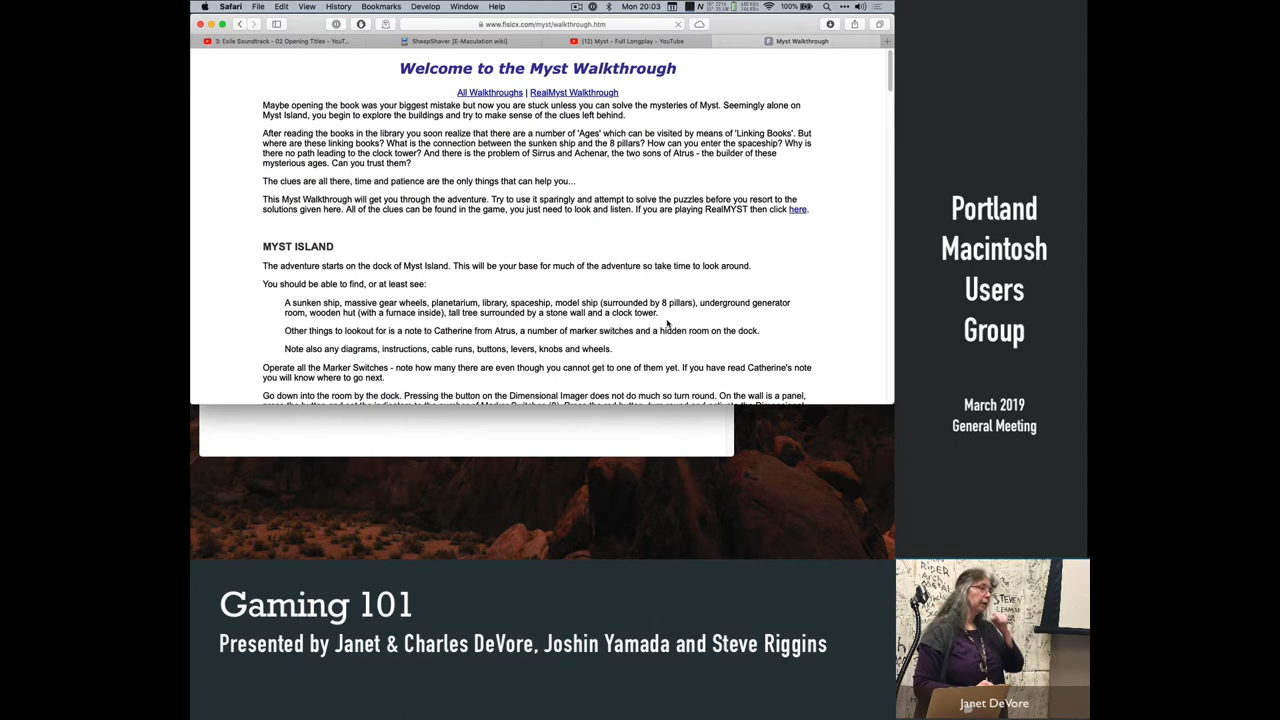 Safari File Edit View History Bookmarks Develop Window Help 100% Mon 20:03
www.fisicx.com/myst/walkthrough.htm
3: Exile Soundtrack - 02 Opening Titles - YouT... SheepShaver [E-Maculation wiki] (12) Myst - Full Longplay - YouTube Myst Walkthrough
Welcome to the Myst Walkthrough
All Walkthroughs | RealMyst Walkthrough
Maybe opening the book was your biggest mistake but now you are stuck unless you can solve the mysteries of Myst. Seemingly alone on
Myst Island, you begin to explore the buildings and try to make sense of the clues left behind.
After reading the books in the library you soon realize that there are a number of 'Ages' which can be visited by means of 'Linking Books'. But
where are these linking books? What is the connection between the sunken ship and the 8 pillars? How can you enter the spaceship? Why is
there no path leading to the clock tower? And there is the problem of Sirrus and Achenar, the two sons of Atrus - the builder of these
mysterious ages. Can you trust them?
The clues are all there, time and patience are the only things that can help you...
This Myst Walkthrough will get you through the adventure. Try to use it sparingly and attempt to solve the puzzles before you resort to the
solutions given here. All of the clues can be found in the game, you just need to look and listen. If you are playing RealMYST then click here.
MYST ISLAND
The adventure starts on the dock of Myst Island. This will be your base for much of the adventure so take time to look around.
You should be able to find, or at least see:
A sunken ship, massive gear wheels, planetarium, library, spaceship, model ship (surrounded by 8 pillars), underground generator
room, wooden hut (with a furnace inside), tall tree surrounded by a stone wall and a clock tower.
Other things to lookout for is a note to Catherine from Atrus, a number of marker switches and a hidden room on the dock.
Note also any diagrams, instructions, cable runs, buttons, levers, knobs and wheels.
Operate all the Marker Switches - note how many there are even though you cannot get to one of them yet. If you have read Catherine's note
you will know where to go next.
Go down into the room by the dock. Pressing the button on the Dimensional Imager does not do much so turn round. On the wall is a panel,
Portland
Macintosh
Users
Group
March 2019
General Meeting
Gaming 101
Presented by Janet & Charles DeVore, Joshin Yamada and Steve Riggins
RIDER
STEVE
LEHMAN
Janet DeVore